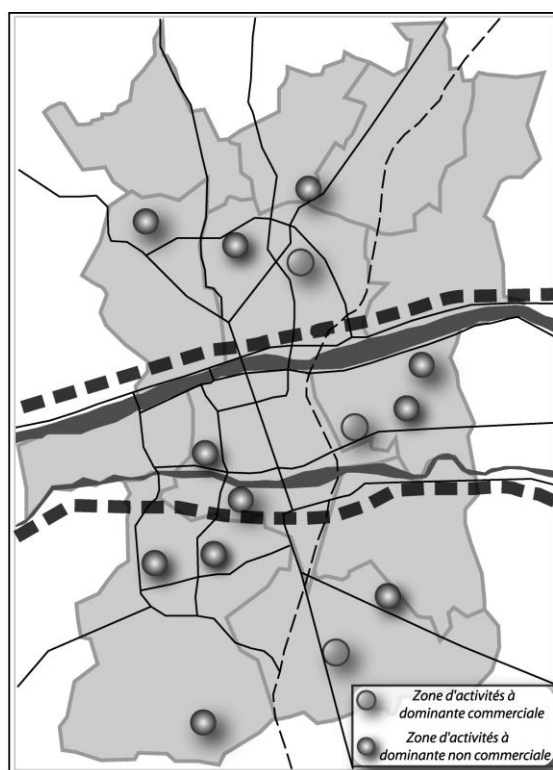 Zone d'activités à
dominante commerciale
Zone d'activités à
dominante non commerciale